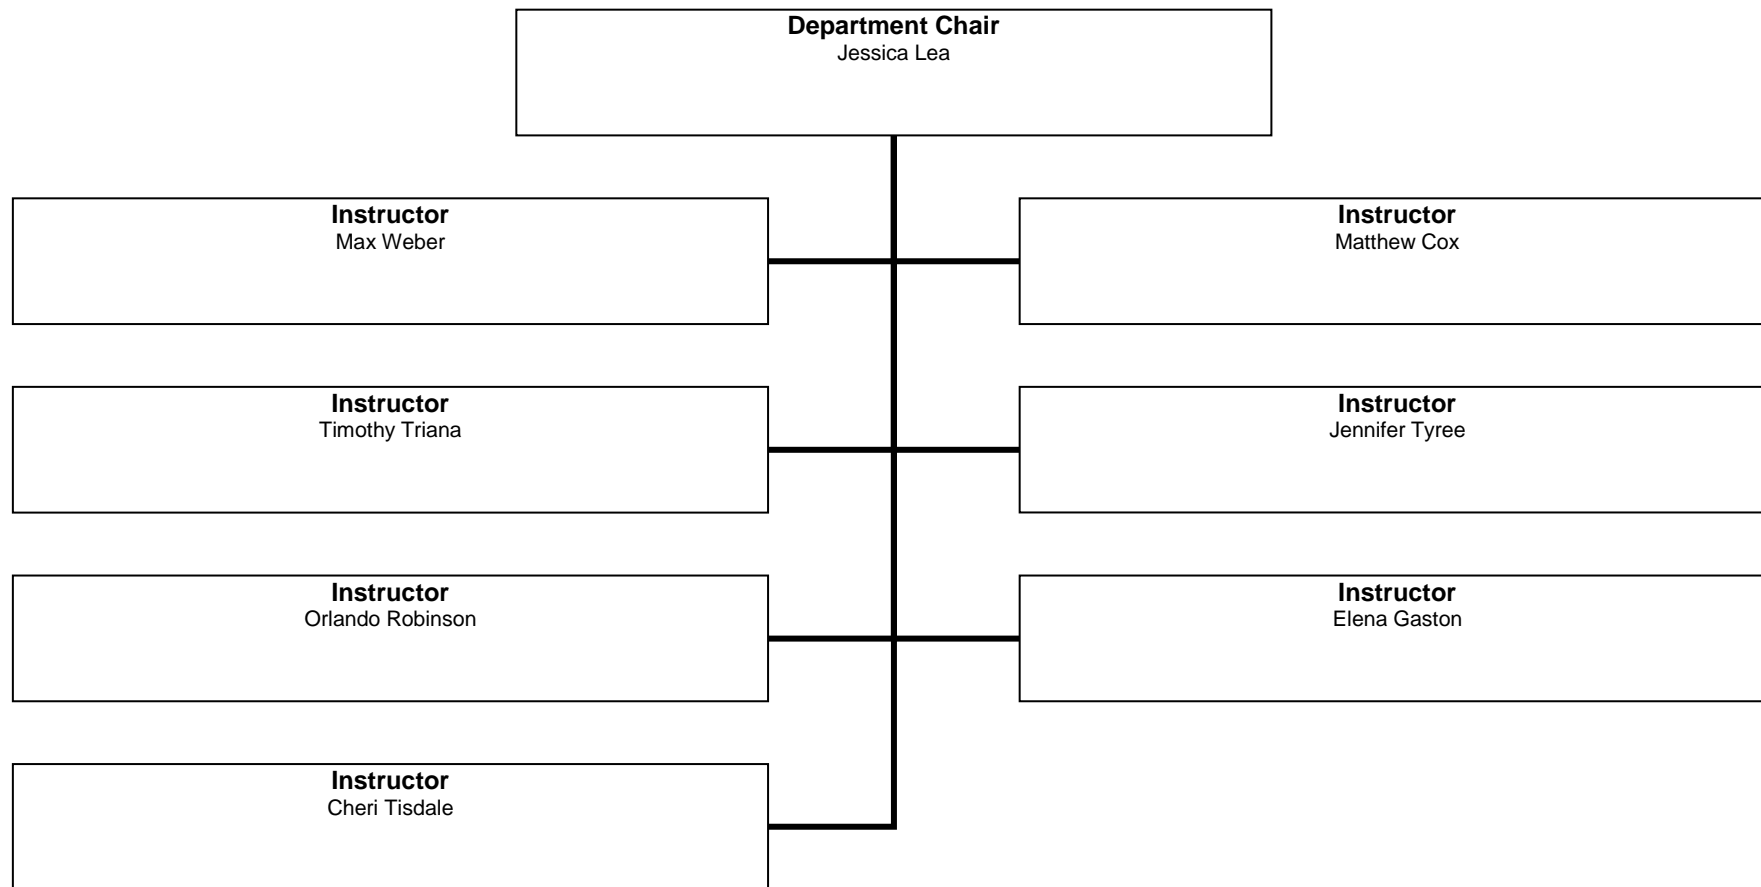 Department Chair
Jessica Lea
Instructor
Max Weber
Instructor
Matthew Cox
Instructor
Timothy Triana
Instructor
Jennifer Tyree
Instructor
Orlando Robinson
Instructor
Elena Gaston
Instructor
Cheri Tisdale